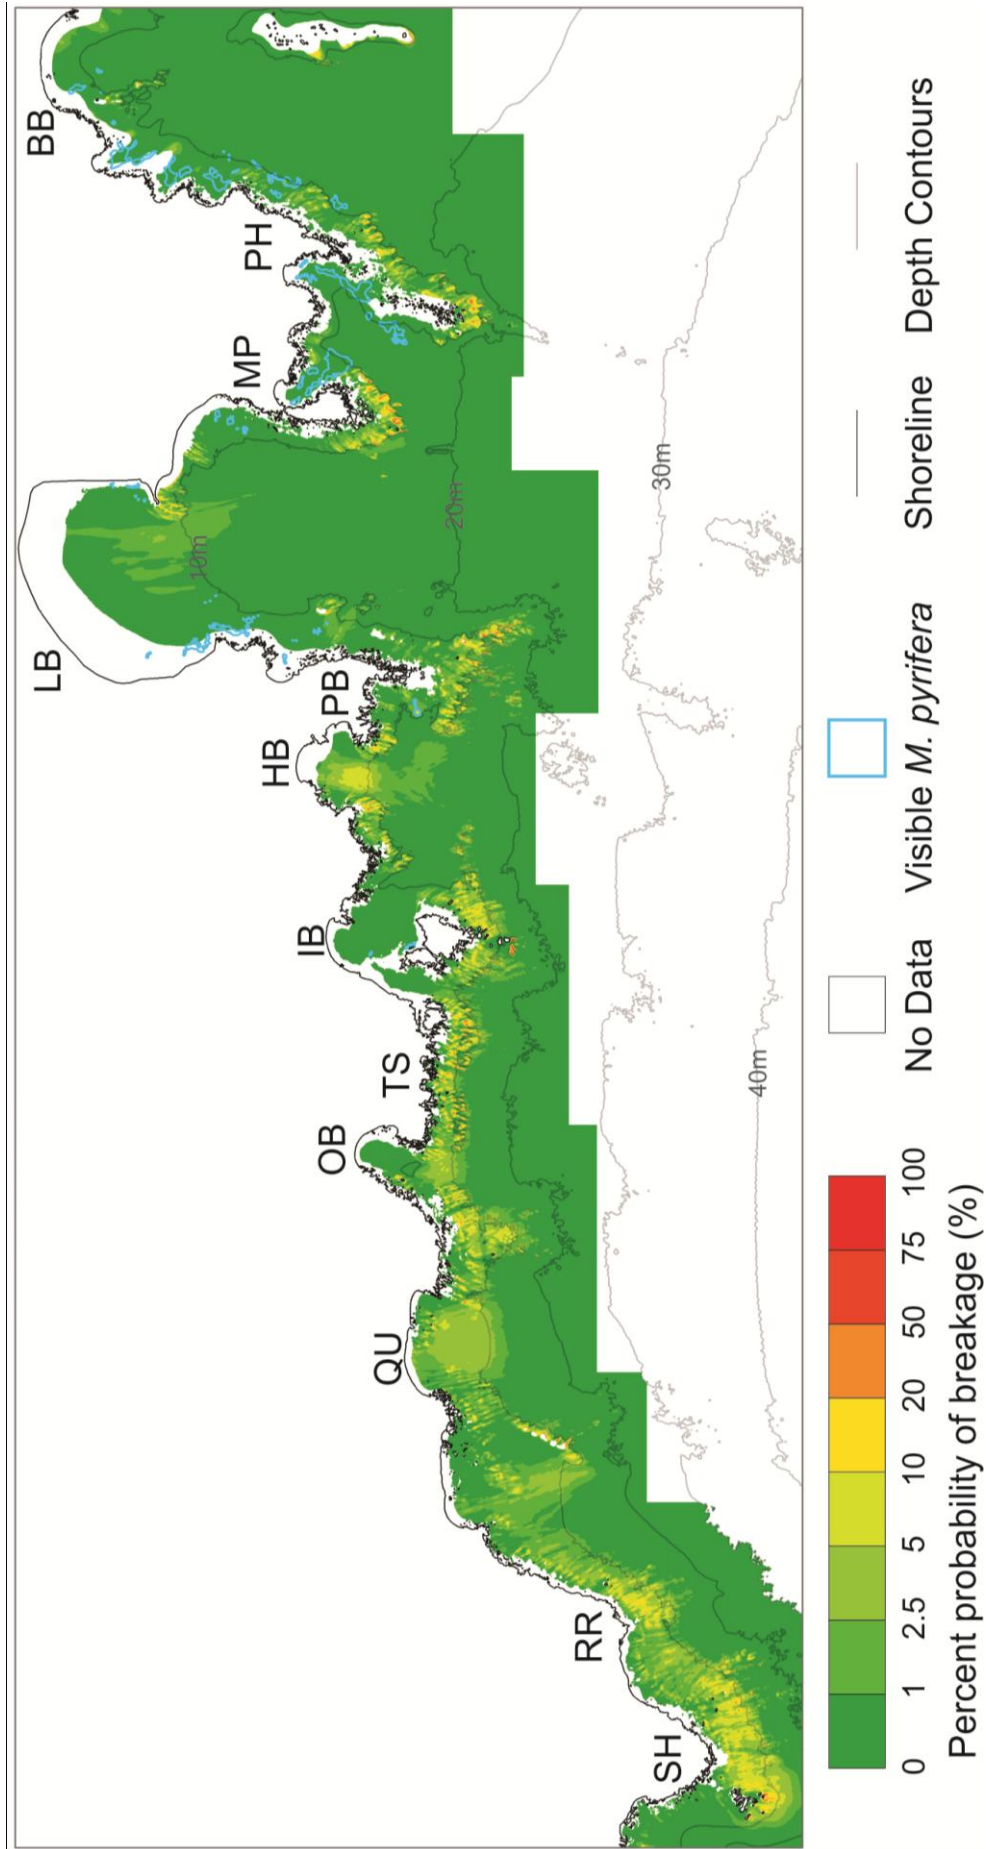 BB
PH
MP
LB
PB
HB
IB
TS
OB
QU
RR
SH
10m
20m
30m
40m
0 1 2.5 5 10 20 50 75 100
Percent probability of breakage (%)
No Data
Visible M. pyrifera
Shoreline
Depth Contours